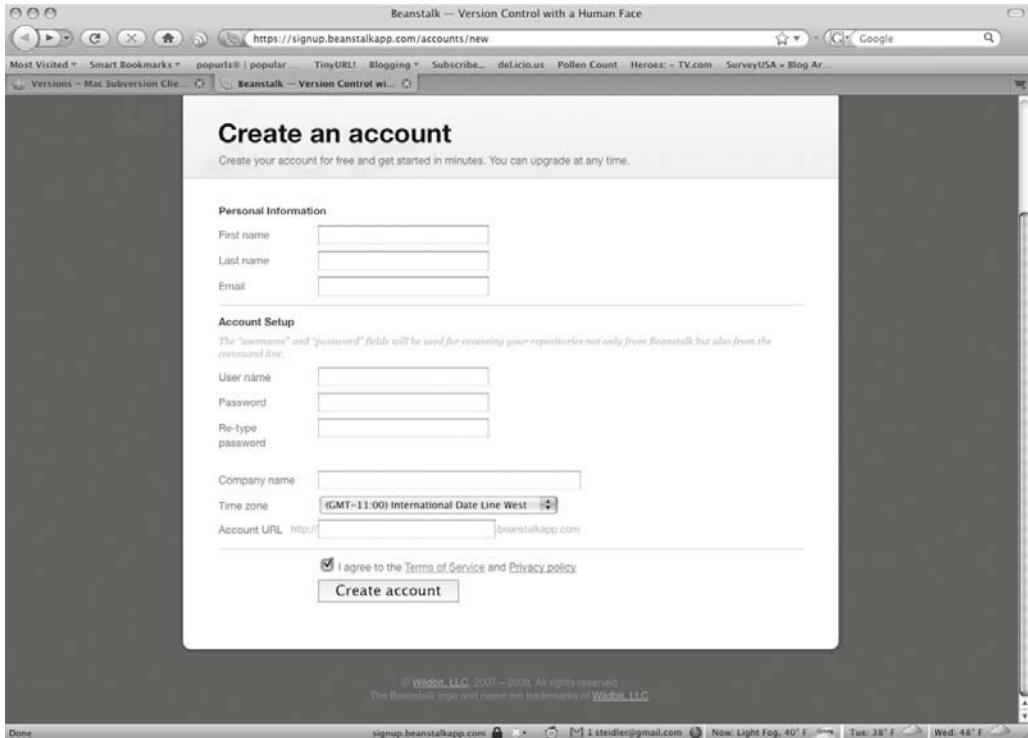 Beanstalk — Version Control with a Human Face
https://signup.beanstalkapp.com/accounts/new
Google
Most Visited Smart Bookmarks popurls® | popular ... TinyURL! Blogging Subscribe... del.icio.us Pollen Count Heroes: - TV.com SurveyUSA - Blog Ar...
Versions – Mac Subversion Clie... Beanstalk — Version Control wi...
Create an account
Create your account for free and get started in minutes. You can upgrade at any time.
Personal Information
First name
Last name
Email
Account Setup
The "username" and "password" fields will be used for accessing your repositories not only from Beanstalk but also from the
command line.
User name
Password
Re-type
password
Company name
Time zone (GMT-11:00) International Date Line West
Account URL http:// .beanstalkapp.com
I agree to the Terms of Service and Privacy policy
Create account
© Wildbit, LLC, 2007 – 2008. All rights reserved.
The Beanstalk logo and name are trademarks of Wildbit, LLC
Done signup.beanstalkapp.com 1 steidler@gmail.com Now: Light Fog, 40° F Tue: 38° F Wed: 48° F